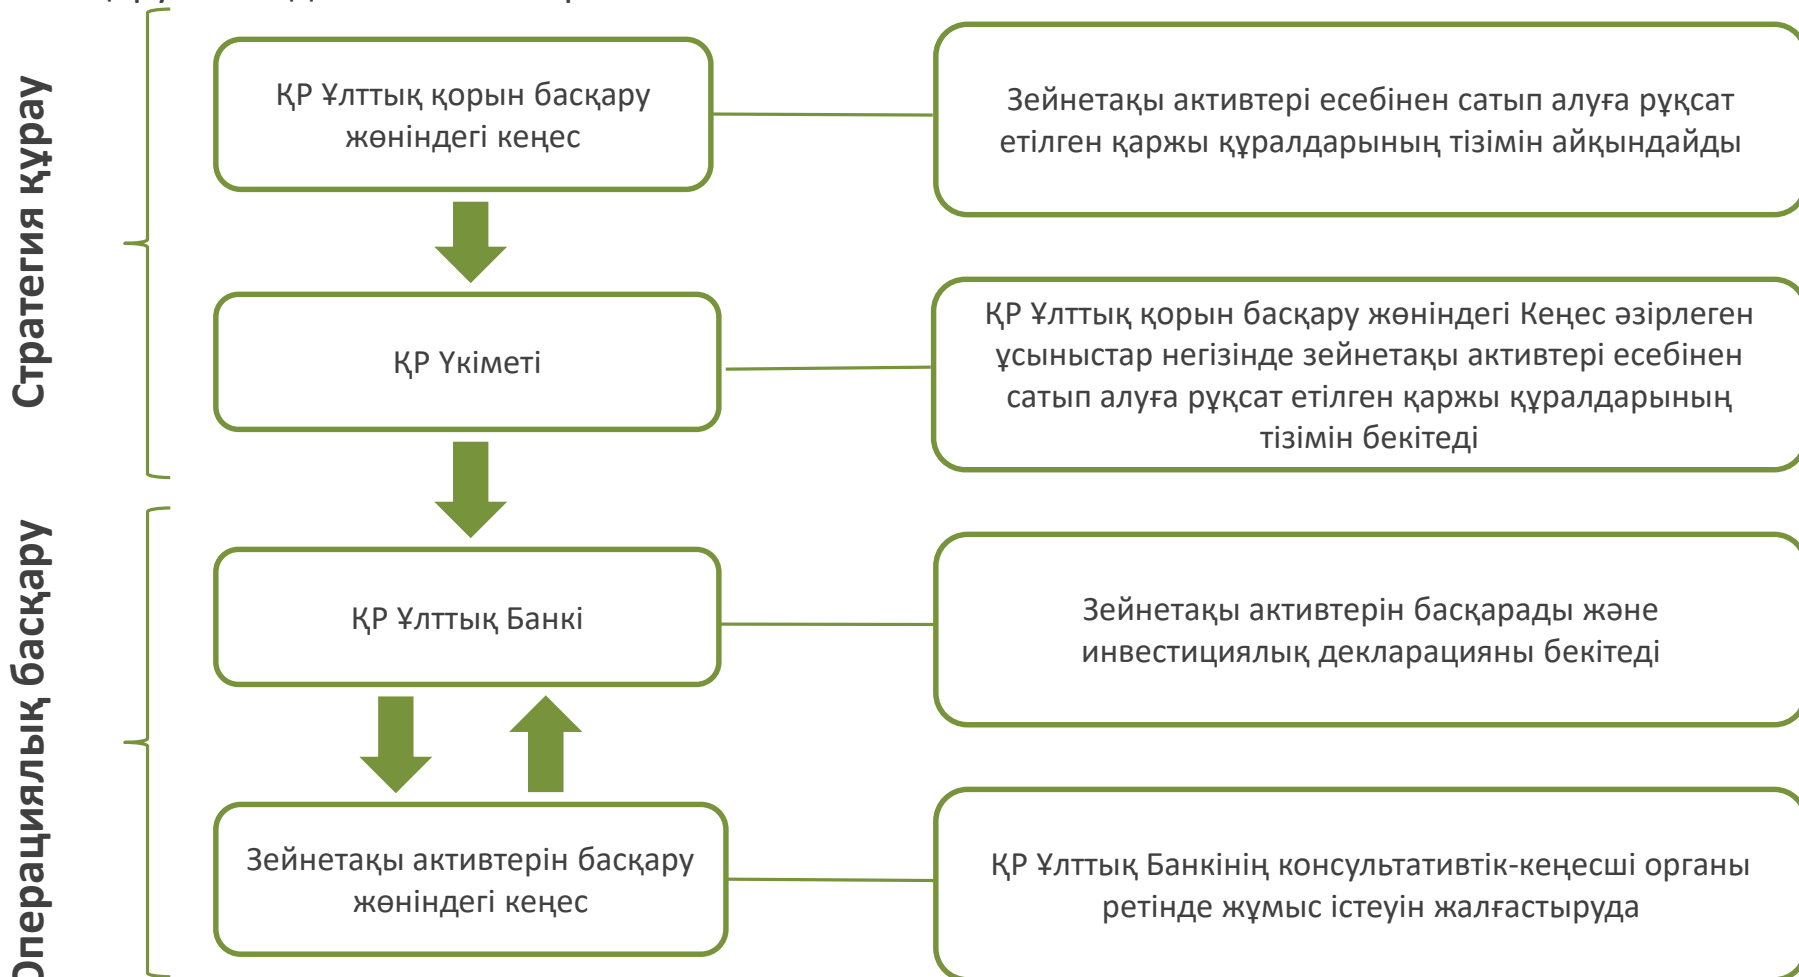 Стратегия құрау
ҚР Ұлттық қорын басқару
жөніндегі кеңес
Зейнетақы активтері есебінен сатып алуға рұқсат
етілген қаржы құралдарының тізімін айқындайды
ҚР Үкіметі
ҚР Ұлттық қорын басқару жөніндегі Кеңес әзірлеген
ұсыныстар негізінде зейнетақы активтері есебінен
сатып алуға рұқсат етілген қаржы құралдарының
тізімін бекітеді
Операциялық басқару
ҚР Ұлттық Банкі
Зейнетақы активтерін басқарады және
инвестициялық декларацияны бекітеді
Зейнетақы активтерін басқару
жөніндегі кеңес
ҚР Ұлттық Банкінің консультативтік-кеңесші органы
ретінде жұмыс істеуін жалғастыруда